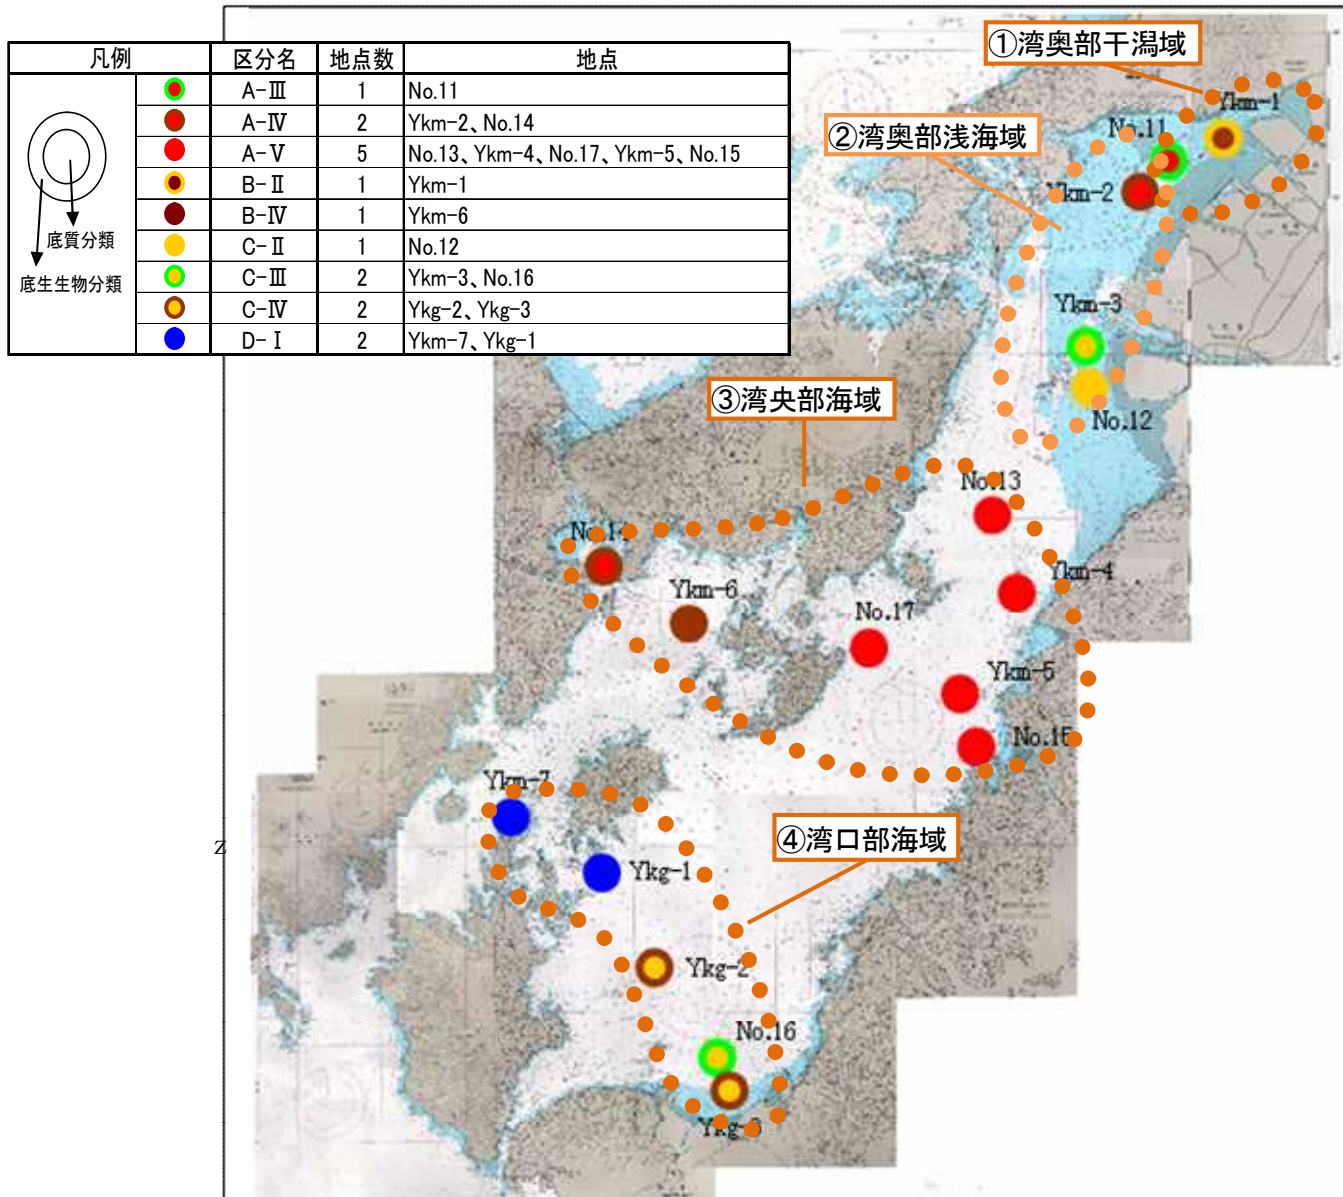 凡例 区分名 地点数 地点
A-Ⅲ 1 No.11
A-Ⅳ 2 Ykm-2、No.14
A-Ⅴ 5 No.13、Ykm-4、No.17、Ykm-5、No.15
B-Ⅱ 1 Ykm-1
B-Ⅳ 1 Ykm-6
C-Ⅱ 1 No.12
C-Ⅲ 2 Ykm-3、No.16
C-Ⅳ 2 Ykg-2、Ykg-3
D-Ⅰ 2 Ykm-7、Ykg-1
底質分類
底生生物分類
①湾奥部干潟域
Ykm-1
②湾奥部浅海域
No.11
Ykm-2
Ykm-3
③湾央部海域
No.12
No.13
No.14
Ykm-4
Ykm-6
No.17
Ykm-5
No.15
Ykm-7
④湾口部海域
Z
Ykg-1
Ykg-2
No.16
Ykg-3